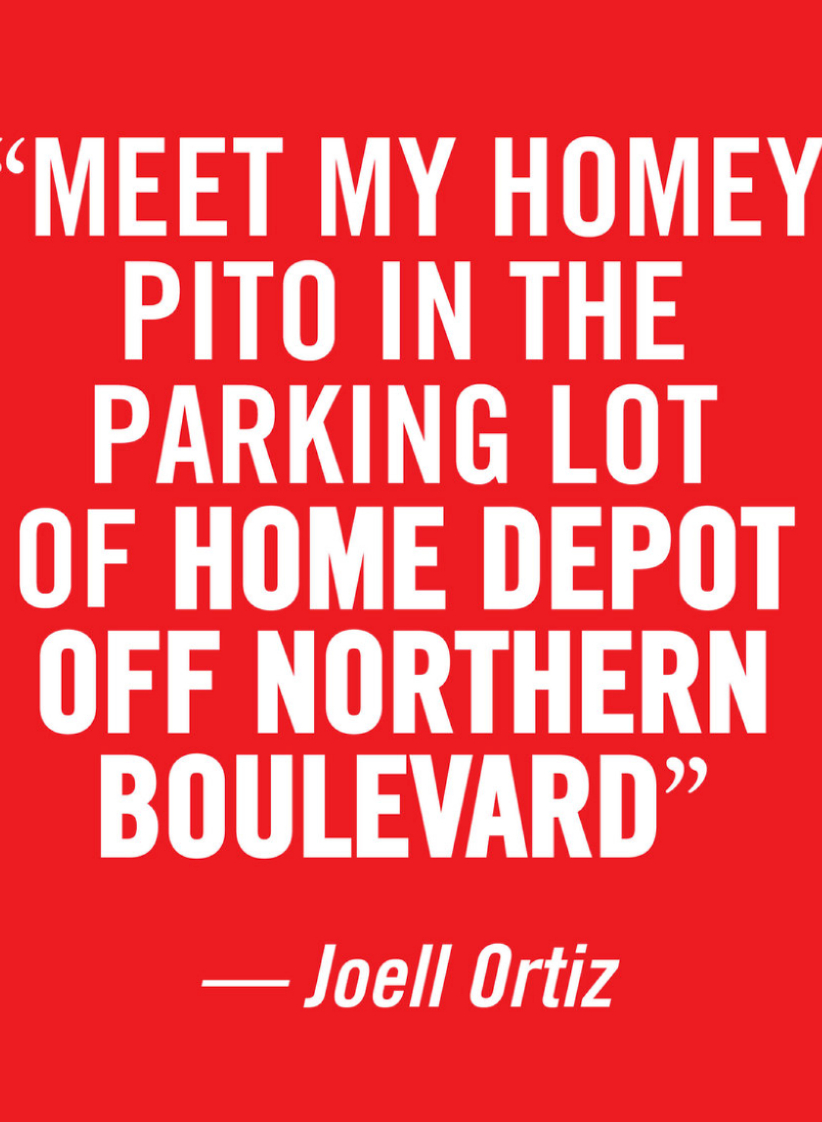 “MEET MY HOMEY
PITO IN THE
PARKING LOT
OF HOME DEPOT
OFF NORTHERN
BOULEVARD”
— Joell Ortiz